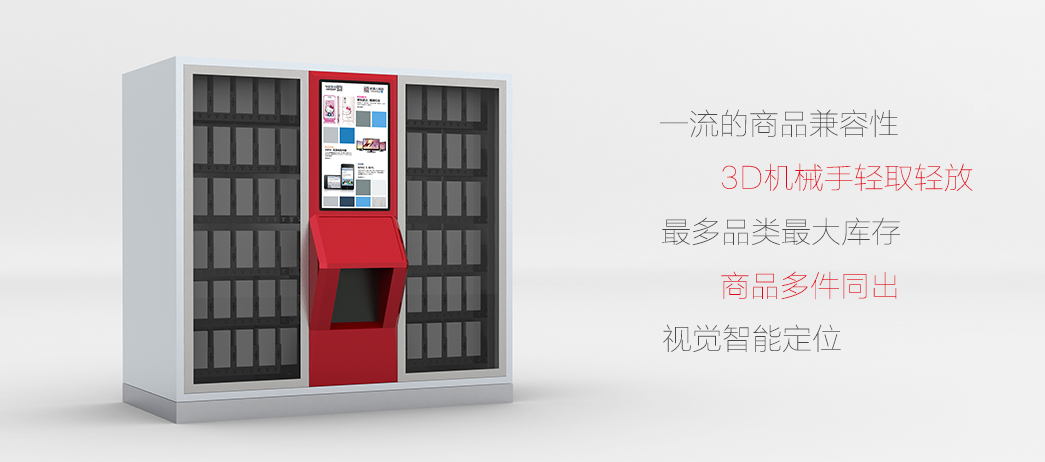 一流的商品兼容性
3D机械手轻取轻放
最多品类最大库存
商品多件同出
视觉智能定位